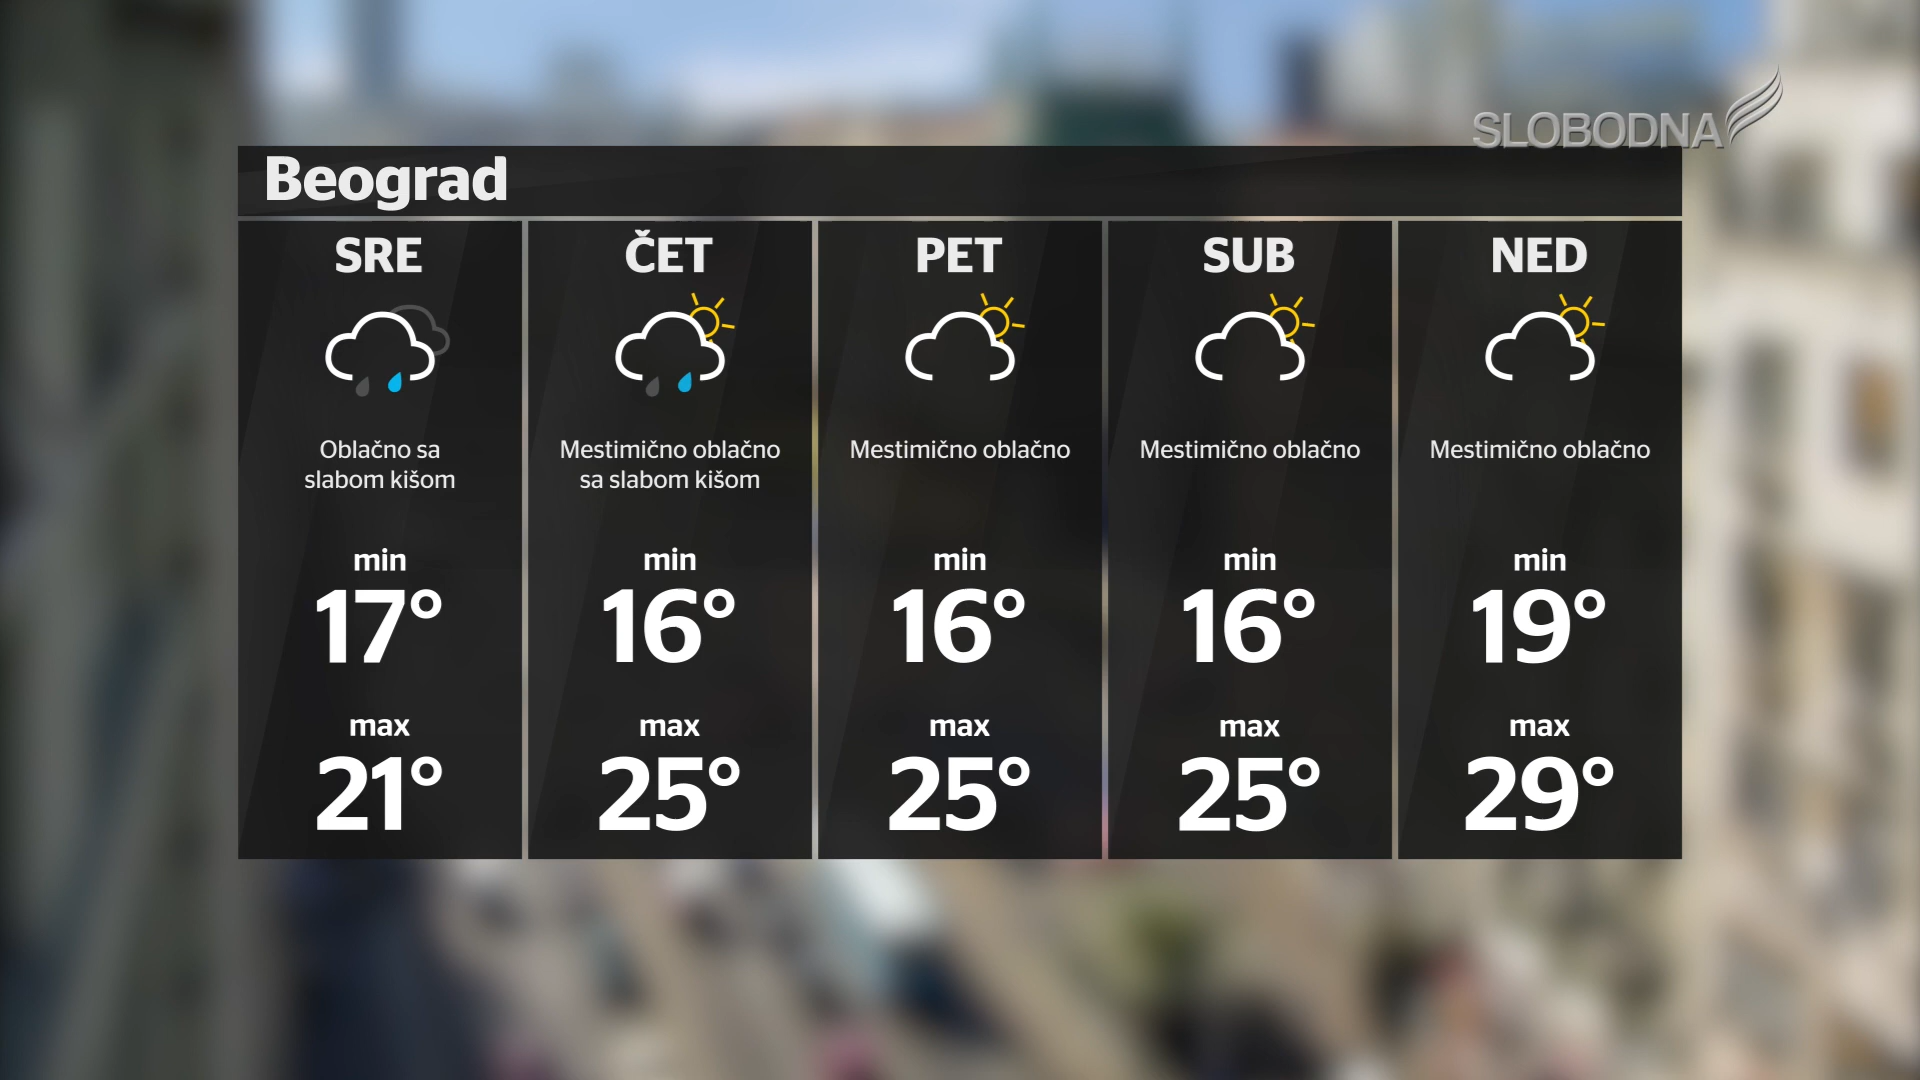 SLOBODNA
Beograd
SRE
Oblačno sa
slabom kišom
min
17°
max
21°
ČET
Mestimično oblačno
sa slabom kišom
min
16°
max
25°
PET
Mestimično oblačno
min
16°
max
25°
SUB
Mestimično oblačno
min
16°
max
25°
NED
Mestimično oblačno
min
19°
max
29°